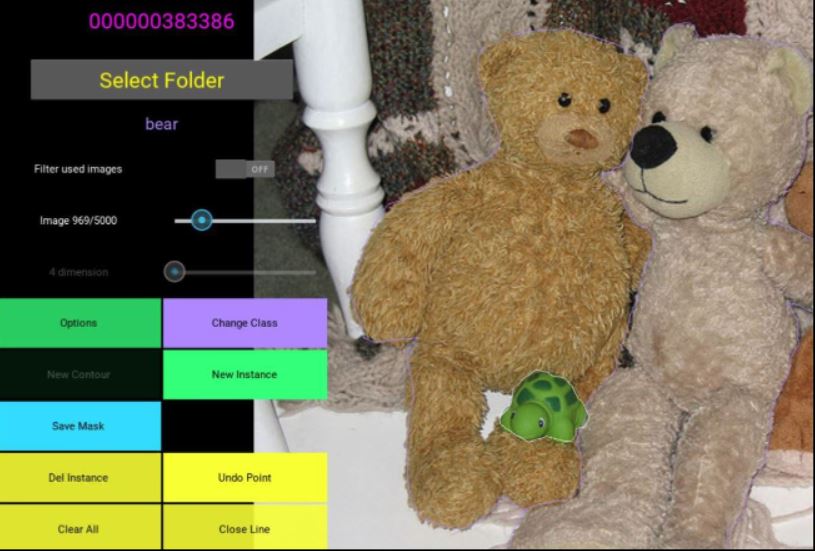 000000383386
Select Folder
bear
Filter used images OFF
Image 969/5000
4 dimension
Options Change Class
New Contour New Instance
Save Mask
Del Instance Undo Point
Clear All Close Line